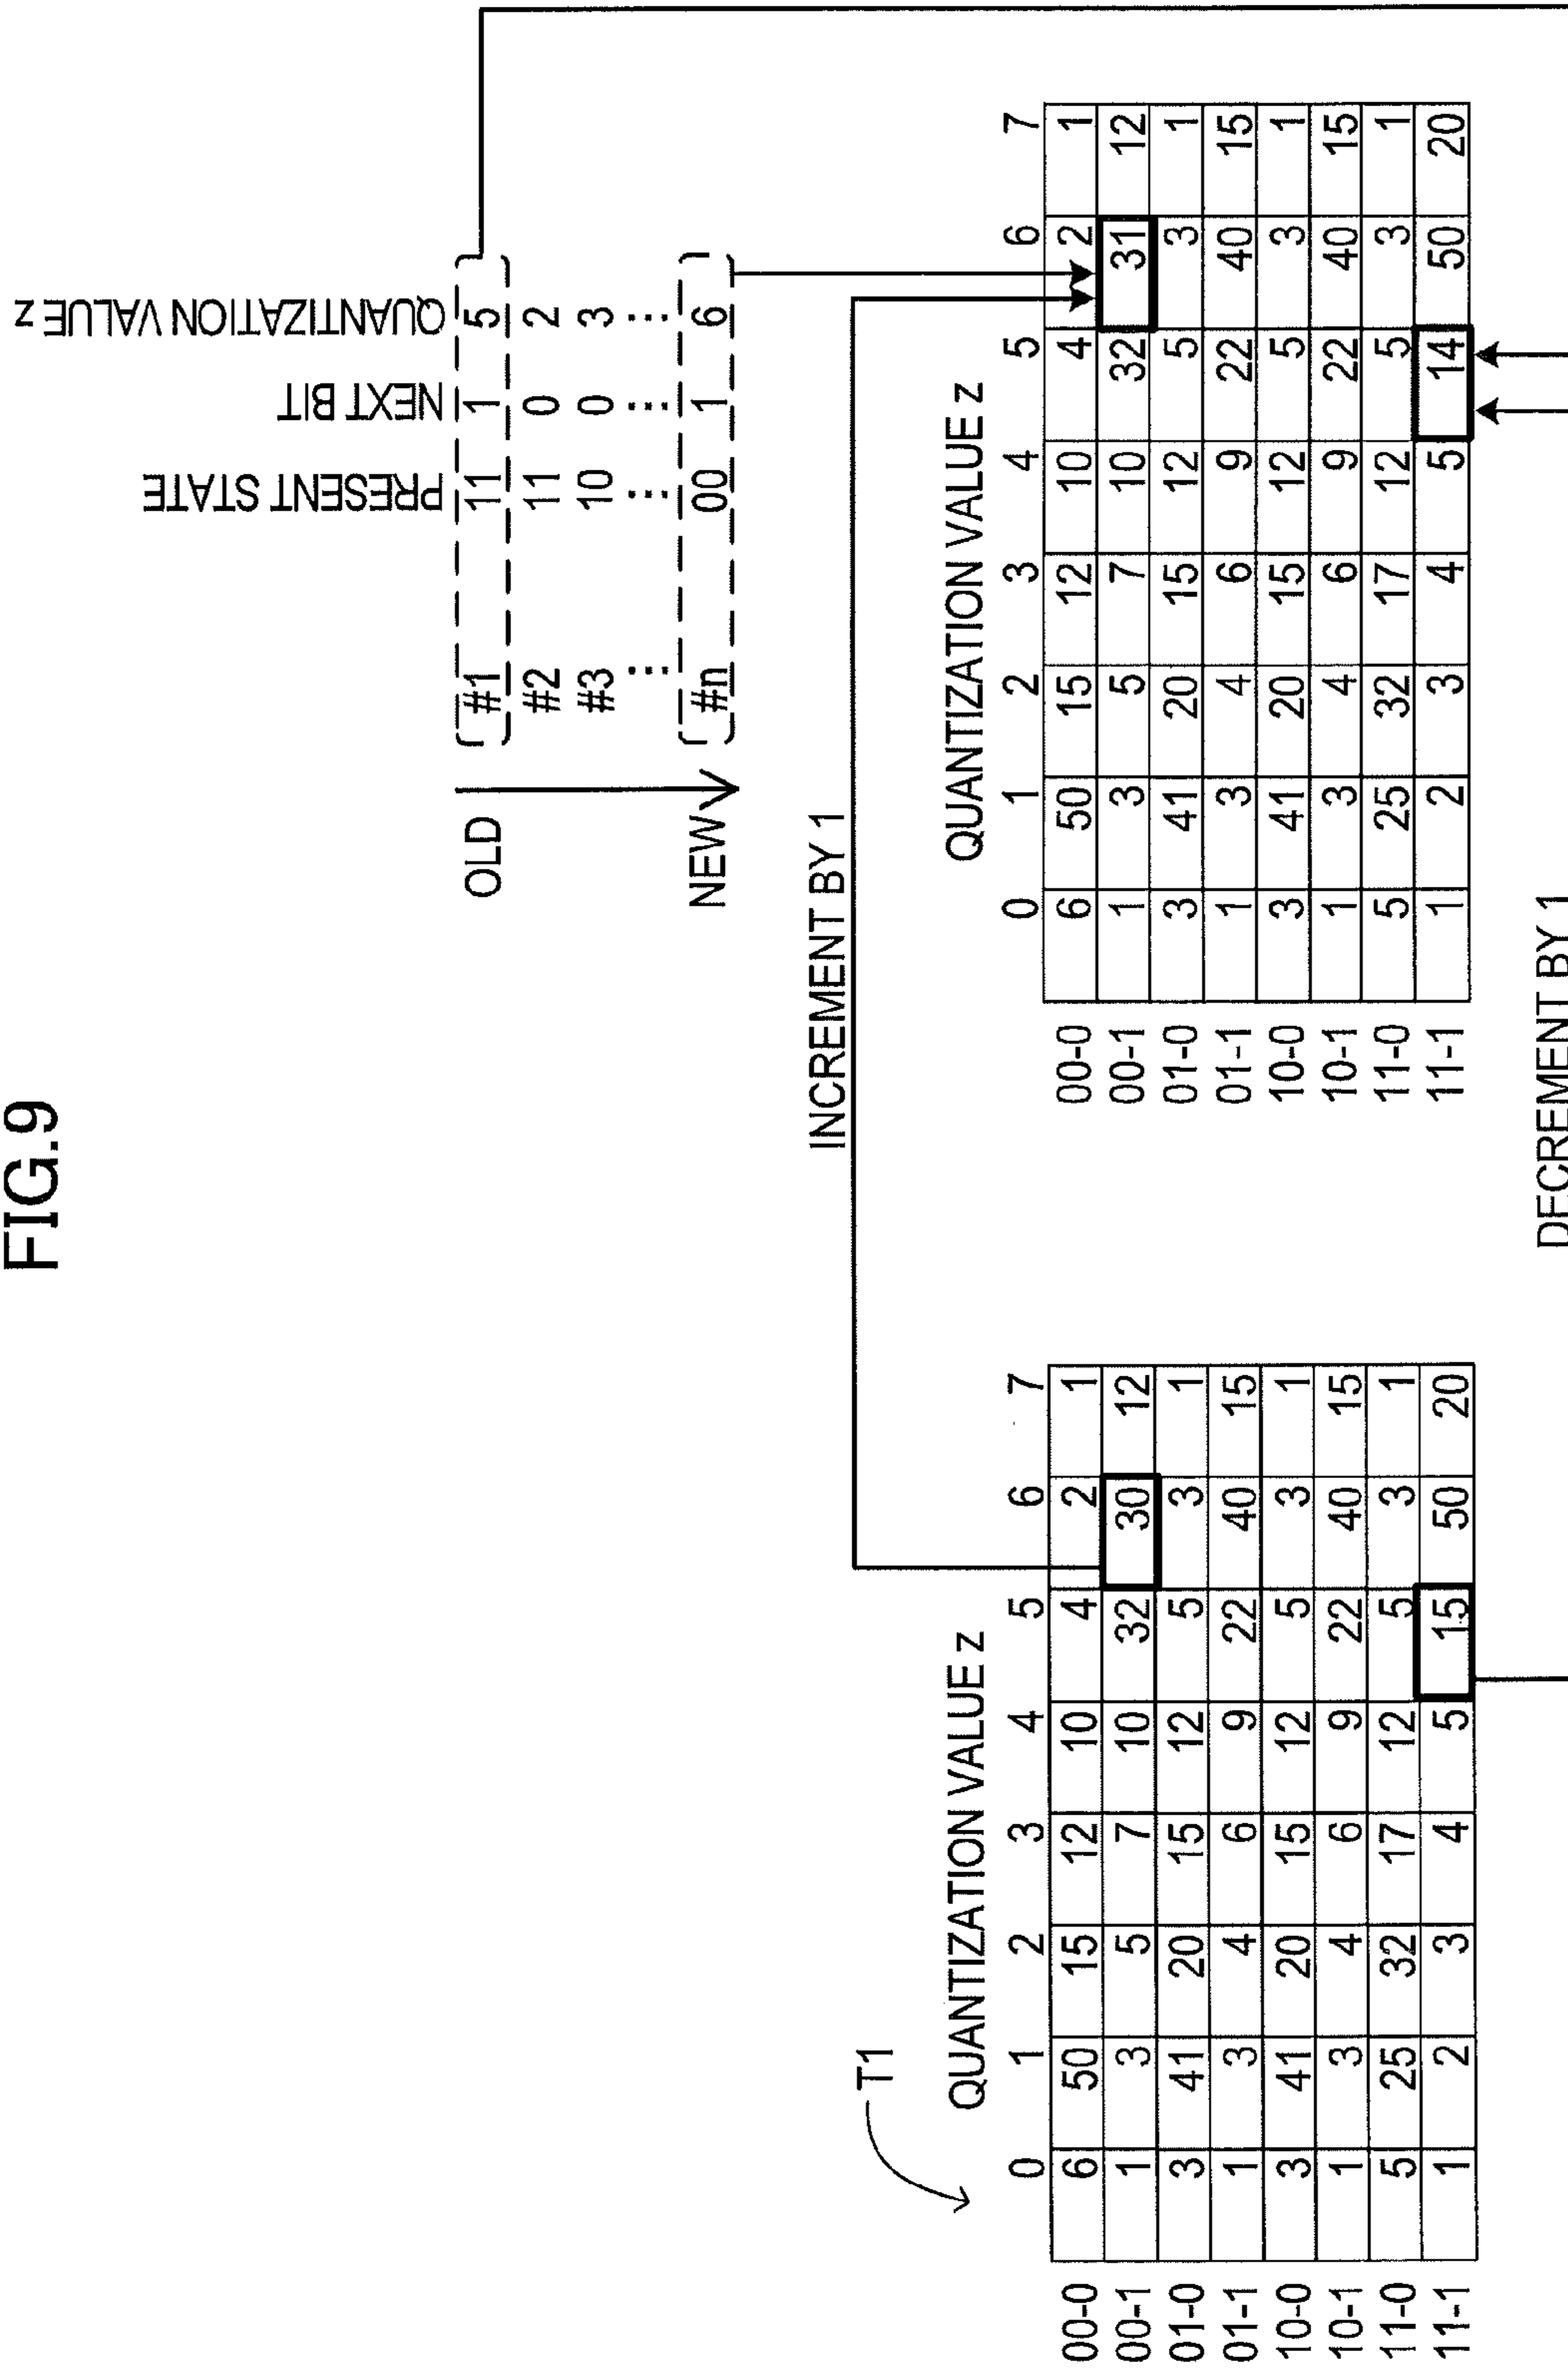 FIG.9
PRESENT STATE
NEXT BIT
QUANTIZATION VALUE z
OLD
#1 11 1 5
#2 11 0 2
#3 10 0 3
⋮ ⋮ ⋮ ⋮
NEW
#n 00 1 6
INCREMENT BY 1
T1
QUANTIZATION VALUE z
0 1 2 3 4 5 6 7
00-0 6 50 15 12 10 4 2 1
00-1 1 3 5 7 10 32 30 12
01-0 3 41 20 15 12 5 3 1
01-1 1 3 4 6 9 22 40 15
10-0 3 41 20 15 12 5 3 1
10-1 1 3 4 6 9 22 40 15
11-0 5 25 32 17 12 5 3 1
11-1 1 2 3 4 5 15 50 20
QUANTIZATION VALUE z
0 1 2 3 4 5 6 7
00-0 6 50 15 12 10 4 2 1
00-1 1 3 5 7 10 32 31 12
01-0 3 41 20 15 12 5 3 1
01-1 1 3 4 6 9 22 40 15
10-0 3 41 20 15 12 5 3 1
10-1 1 3 4 6 9 22 40 15
11-0 5 25 32 17 12 5 3 1
11-1 1 2 3 4 5 14 50 20
DECREMENT BY 1